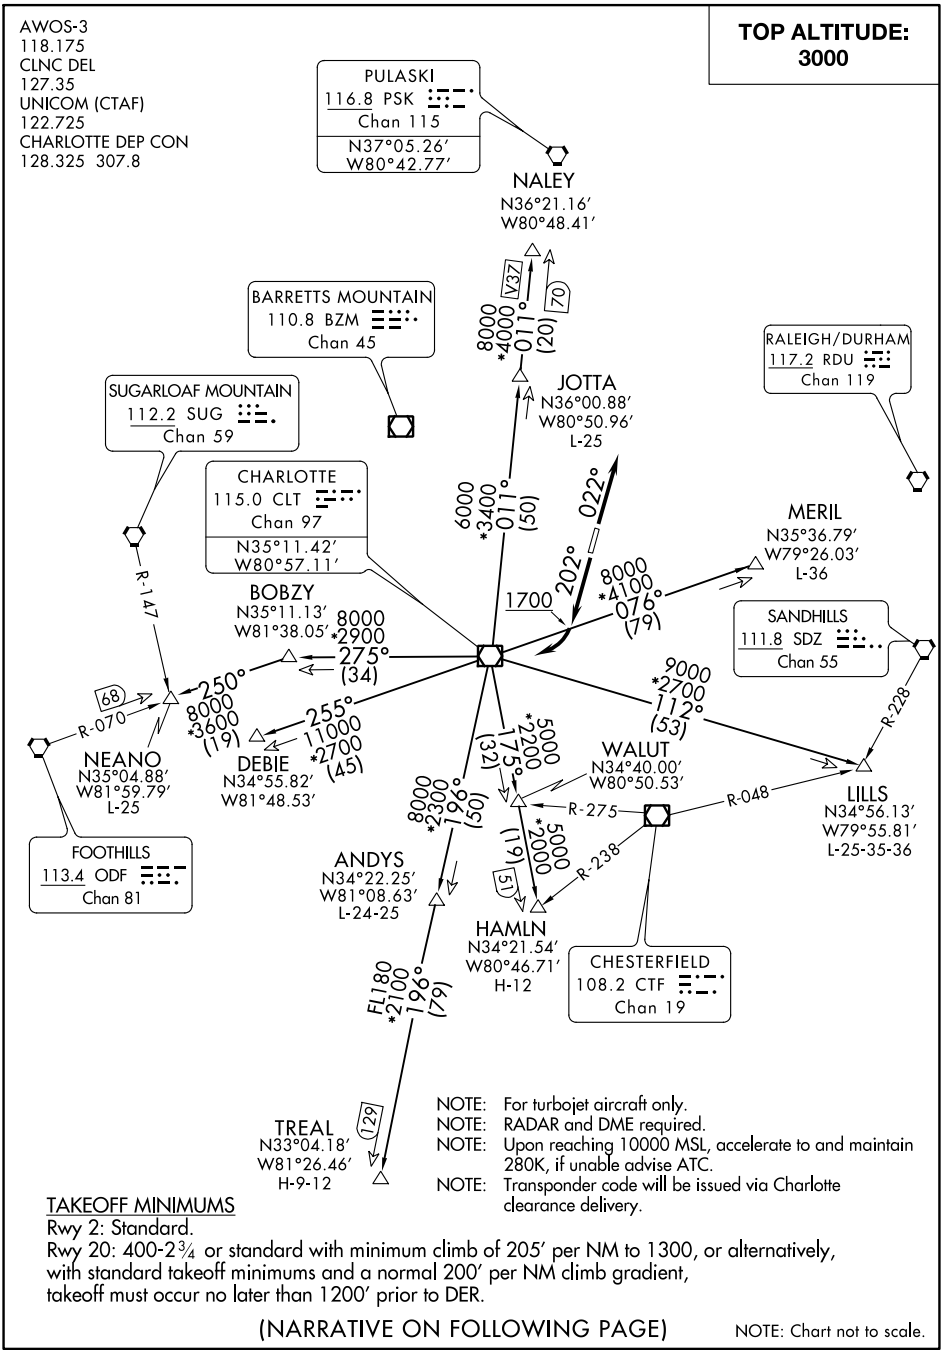 AWOS-3
118.175
CLNC DEL
127.35
UNICOM (CTAF)
122.725
CHARLOTTE DEP CON
128.325 307.8
TOP ALTITUDE:
3000
PULASKI
116.8 PSK
Chan 115
N37°05.26′
W80°42.77′
NALEY
N36°21.16′
W80°48.41′
V37
70
8000
*4000
011°
(20)
BARRETTS MOUNTAIN
110.8 BZM
Chan 45
RALEIGH/DURHAM
117.2 RDU
Chan 119
SUGARLOAF MOUNTAIN
112.2 SUG
Chan 59
JOTTA
N36°00.88′
W80°50.96′
L-25
CHARLOTTE
115.0 CLT
Chan 97
N35°11.42′
W80°57.11′
6000
*3400
011°
(50)
022°
202°
1700
MERIL
N35°36.79′
W79°26.03′
L-36
8000
*4100
076°
(79)
R-147
BOBZY
N35°11.13′
W81°38.05′
8000
*2900
275°
(34)
SANDHILLS
111.8 SDZ
Chan 55
R-228
250°
8000
*3600
(19)
68
R-070
255°
11000
*2700
(45)
9000
*2700
112°
(53)
NEANO
N35°04.88′
W81°59.79′
L-25
DEBIE
N34°55.82′
W81°48.53′
5000
*2200
175°
(32)
WALUT
N34°40.00′
W80°50.53′
R-275
R-048
R-238
LILLS
N34°56.13′
W79°55.81′
L-25-35-36
8000
*2300
196°
(50)
5000
*2000
(19)
51
FOOTHILLS
113.4 ODF
Chan 81
ANDYS
N34°22.25′
W81°08.63′
L-24-25
HAMLN
N34°21.54′
W80°46.71′
H-12
CHESTERFIELD
108.2 CTF
Chan 19
FL180
*2100
196°
(79)
129
TREAL
N33°04.18′
W81°26.46′
H-9-12
NOTE: For turbojet aircraft only.
NOTE: RADAR and DME required.
NOTE: Upon reaching 10000 MSL, accelerate to and maintain
280K, if unable advise ATC.
NOTE: Transponder code will be issued via Charlotte
clearance delivery.
TAKEOFF MINIMUMS
Rwy 2: Standard.
Rwy 20: 400-2¾ or standard with minimum climb of 205′ per NM to 1300, or alternatively,
with standard takeoff minimums and a normal 200′ per NM climb gradient,
takeoff must occur no later than 1200′ prior to DER.
(NARRATIVE ON FOLLOWING PAGE)
NOTE: Chart not to scale.